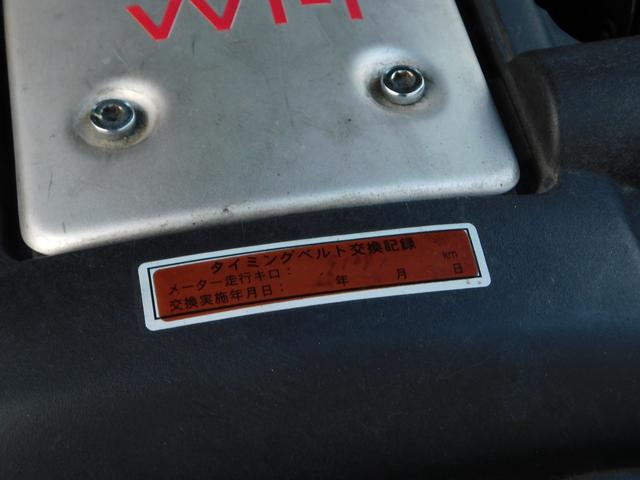 VVT-i
タイミングベルト交換記録
メーター走行キロ： km
交換実施年月日： 年 月 日